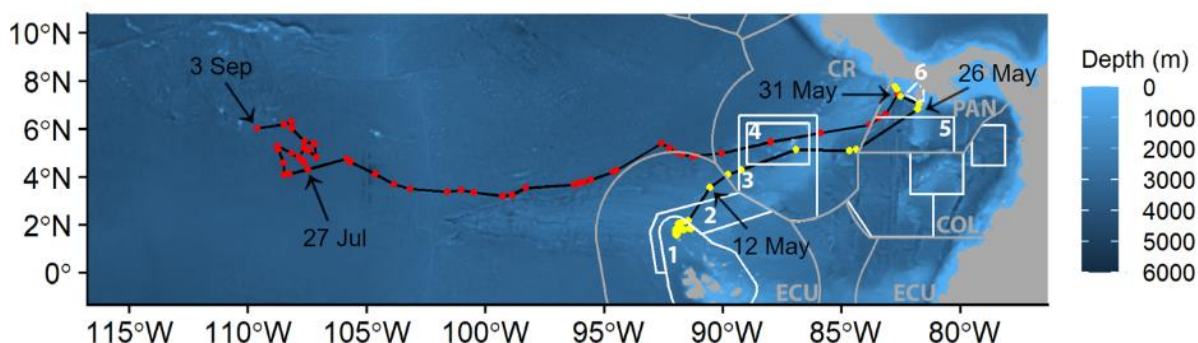 10°N
8°N
6°N
4°N
2°N
0°
115°W
110°W
105°W
100°W
95°W
90°W
85°W
80°W
3 Sep
27 Jul
12 May
31 May
26 May
CR
PAN
COL
ECU
ECU
1
2
3
4
5
6
Depth (m)
0
1000
2000
3000
4000
5000
6000